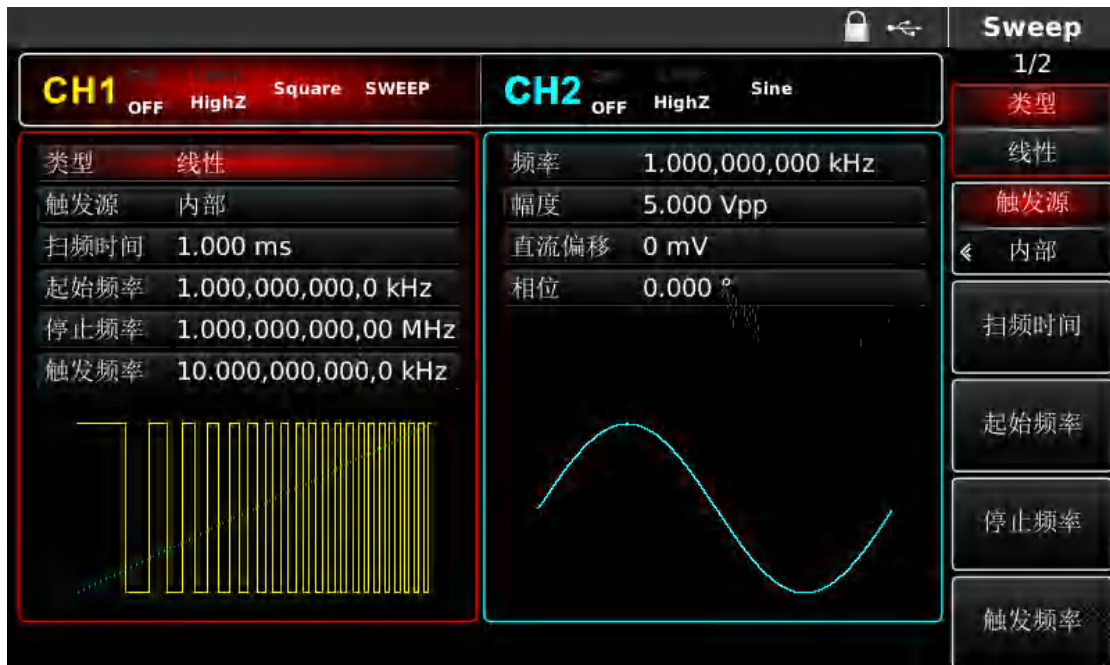 Sweep
1/2
CH1 OFF HighZ Square SWEEP
CH2 OFF HighZ Sine
类型 线性
触发源 内部
扫频时间 1.000 ms
起始频率 1.000,000,000,0 kHz
停止频率 1.000,000,000,00 MHz
触发频率 10.000,000,000,0 kHz
频率 1.000,000,000 kHz
幅度 5.000 Vpp
直流偏移 0 mV
相位 0.000 °
类型
线性
触发源
内部
扫频时间
起始频率
停止频率
触发频率